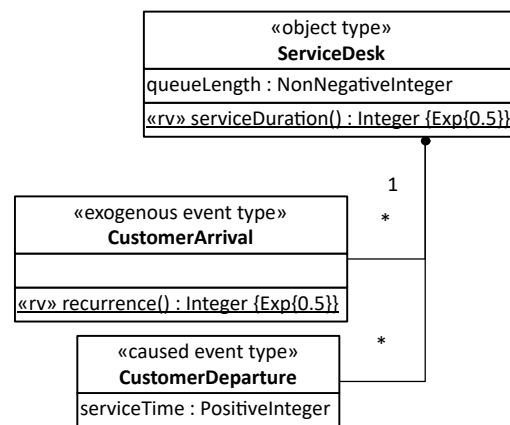 «object type»
ServiceDesk
queueLength : NonNegativeInteger
«rv» serviceDuration() : Integer {Exp{0.5}}
1
«exogenous event type»
CustomerArrival
*
«rv» recurrence() : Integer {Exp{0.5}}
«caused event type»
CustomerDeparture
*
serviceTime : PositiveInteger